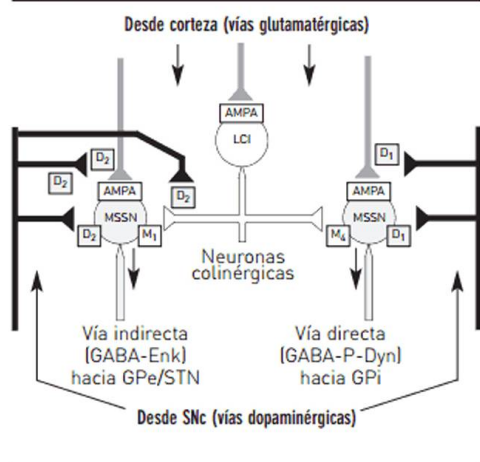 Desde corteza (vías glutamatérgicas)
AMPA
LCI
D2
D2
D2
D1
AMPA
MSSN
D2
M1
AMPA
MSSN
M4
D1
Neuronas
colinérgicas
Vía indirecta
(GABA-Enk)
hacia GPe/STN
Vía directa
(GABA-P-Dyn)
hacia GPi
Desde SNc (vías dopaminérgicas)